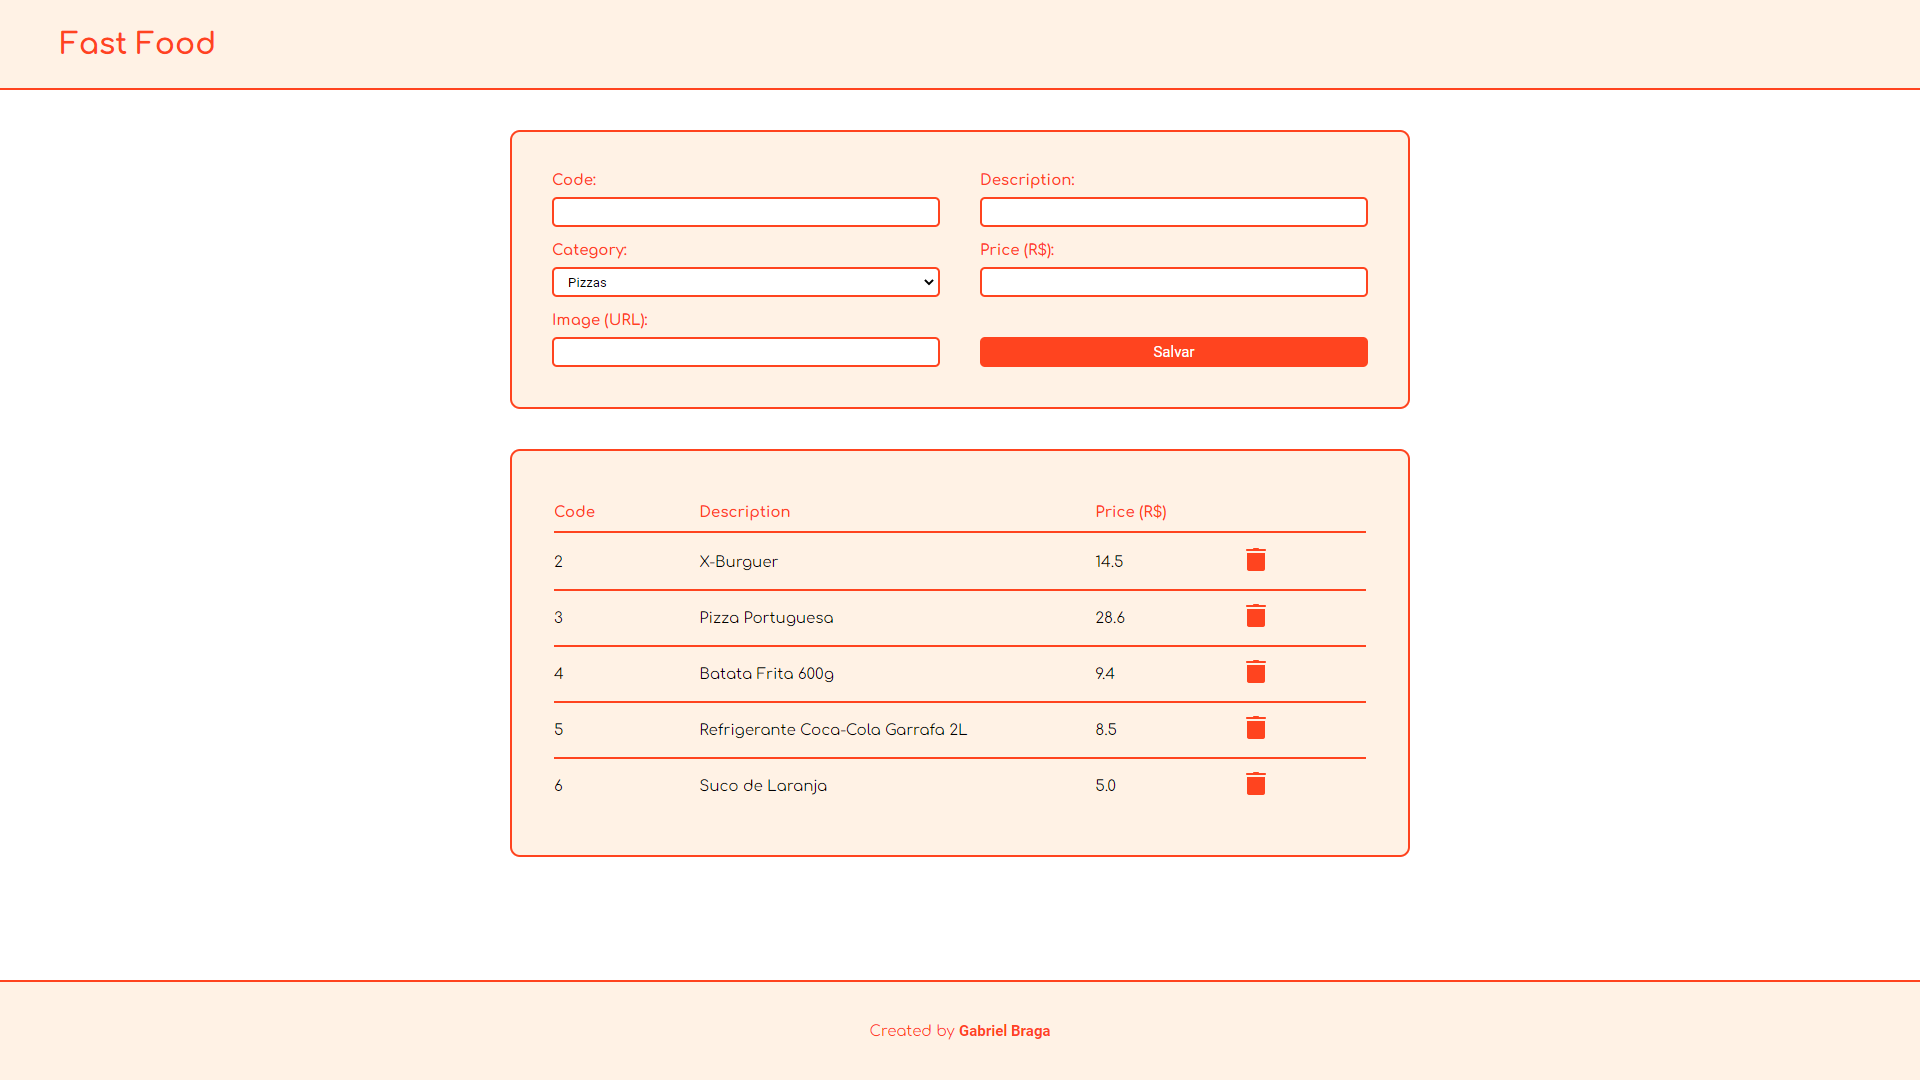 Fast Food
Code: Description:
Category: Price (R$):
Pizzas
Image (URL):
Salvar
Code Description Price (R$)
2 X-Burguer 14.5
3 Pizza Portuguesa 28.6
4 Batata Frita 600g 9.4
5 Refrigerante Coca-Cola Garrafa 2L 8.5
6 Suco de Laranja 5.0
Created by Gabriel Braga